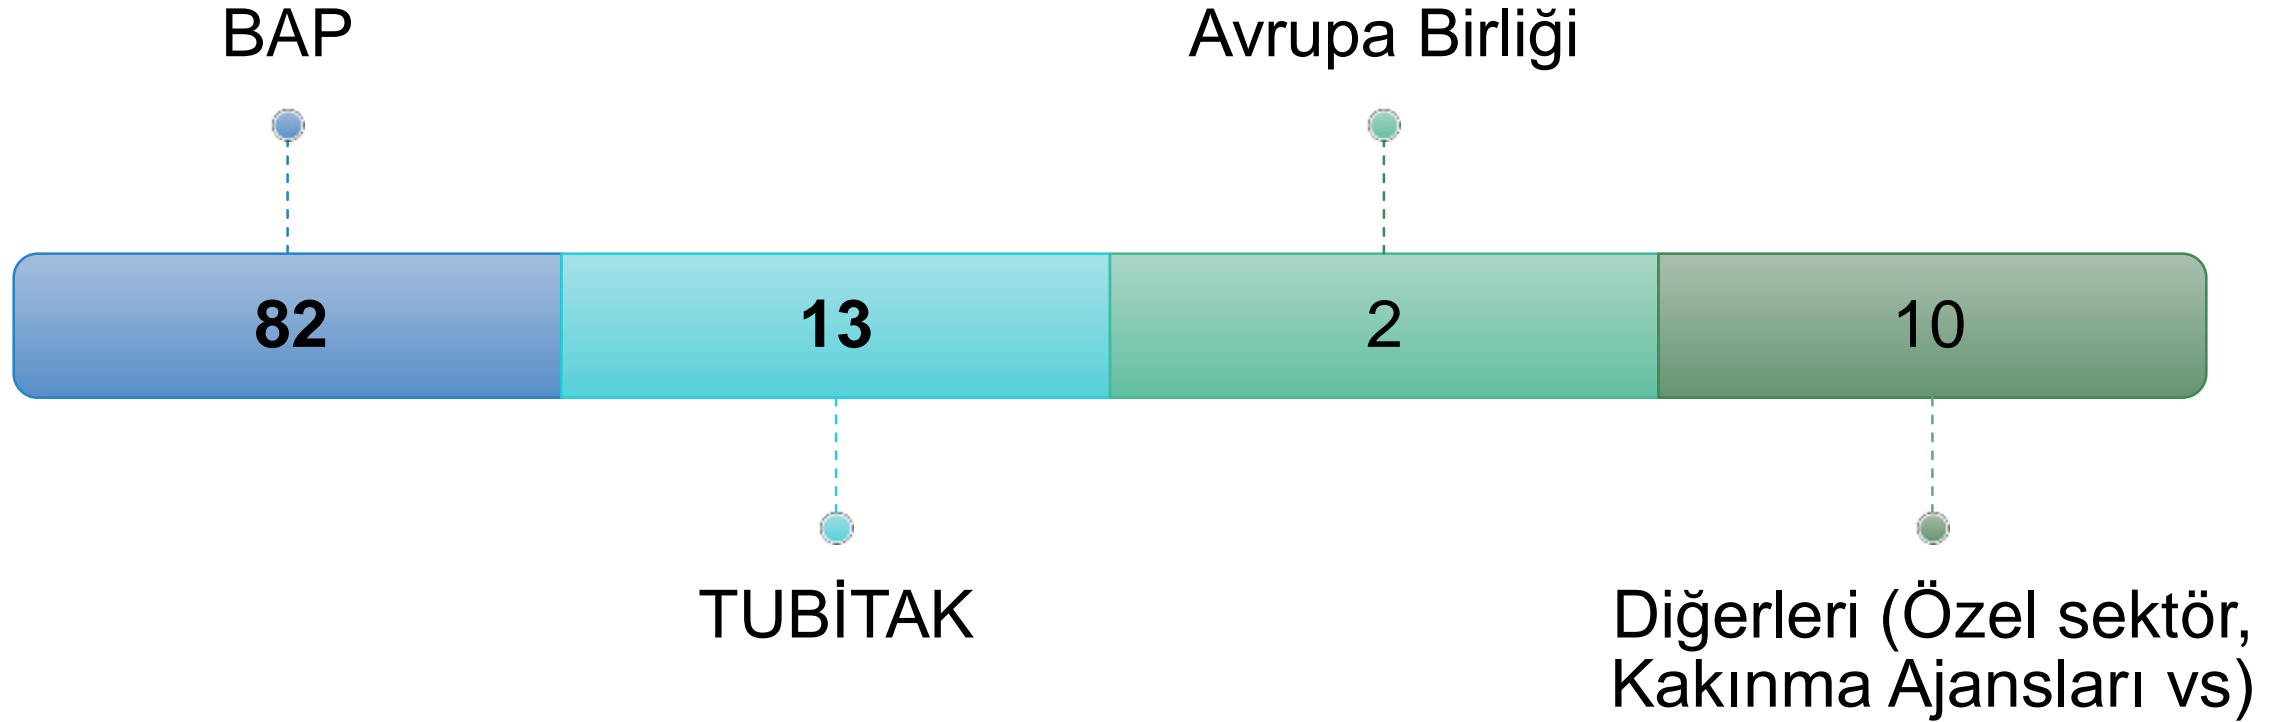 BAP
Avrupa Birliği
82
13
2
10
TUBİTAK
Diğerleri (Özel sektör,
Kakınma Ajansları vs)